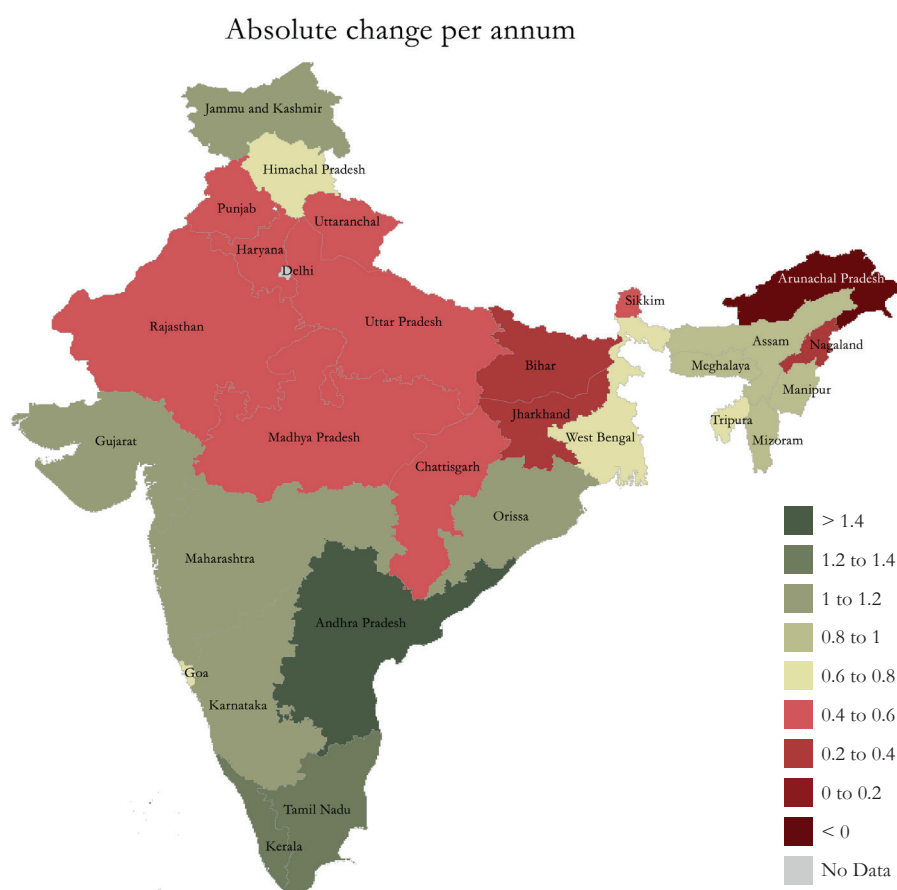 Absolute change per annum
Jammu and Kashmir
Himachal Pradesh
Punjab
Uttaranchal
Haryana
Delhi
Rajasthan
Uttar Pradesh
Sikkim
Arunachal Pradesh
Assam
Nagaland
Meghalaya
Manipur
Bihar
Jharkhand
Tripura
Mizoram
West Bengal
Gujarat
Madhya Pradesh
Chattisgarh
Orissa
Maharashtra
Andhra Pradesh
Goa
Karnataka
Tamil Nadu
Kerala
> 1.4
1.2 to 1.4
1 to 1.2
0.8 to 1
0.6 to 0.8
0.4 to 0.6
0.2 to 0.4
0 to 0.2
< 0
No Data